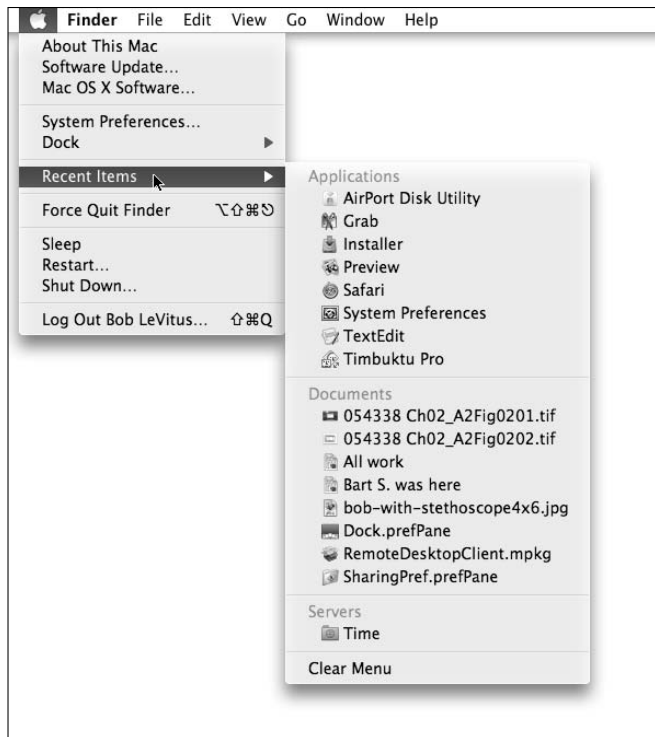 Finder File Edit View Go Window Help
About This Mac
Software Update...
Mac OS X Software...
System Preferences...
Dock
Recent Items
Force Quit Finder ⌥⇧⌘⎋
Sleep
Restart...
Shut Down...
Log Out Bob LeVitus... ⇧⌘Q
Applications
AirPort Disk Utility
Grab
Installer
Preview
Safari
System Preferences
TextEdit
Timbuktu Pro
Documents
054338 Ch02_A2Fig0201.tif
054338 Ch02_A2Fig0202.tif
All work
Bart S. was here
bob-with-stethoscope4x6.jpg
Dock.prefPane
RemoteDesktopClient.mpkg
SharingPref.prefPane
Servers
Time
Clear Menu